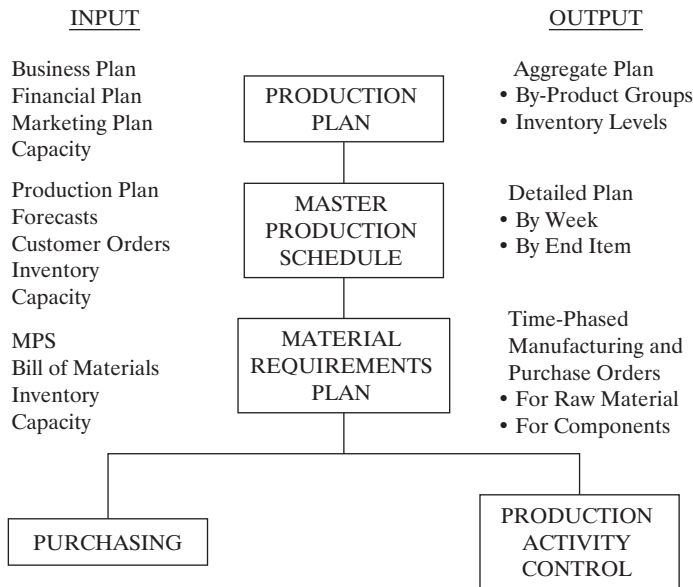 INPUT
OUTPUT
Business Plan
Financial Plan
Marketing Plan
Capacity
PRODUCTION
PLAN
Aggregate Plan
• By-Product Groups
• Inventory Levels
Production Plan
Forecasts
Customer Orders
Inventory
Capacity
MASTER
PRODUCTION
SCHEDULE
Detailed Plan
• By Week
• By End Item
MPS
Bill of Materials
Inventory
Capacity
MATERIAL
REQUIREMENTS
PLAN
Time-Phased
Manufacturing and
Purchase Orders
• For Raw Material
• For Components
PURCHASING
PRODUCTION
ACTIVITY
CONTROL